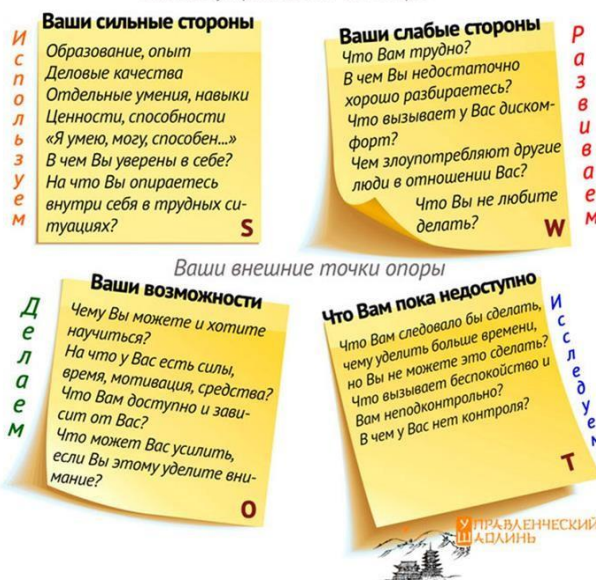 Ваши сильные стороны
Используем
Образование, опыт
Деловые качества
Отдельные умения, навыки
Ценности, способности
«Я умею, могу, способен...»
В чем Вы уверены в себе?
На что Вы опираетесь
внутри себя в трудных си-
туациях?
S
Ваши слабые стороны
Развиваем
Что Вам трудно?
В чем Вы недостаточно
хорошо разбираетесь?
Что вызывает у Вас диском-
форт?
Чем злоупотребляют другие
люди в отношении Вас?
Что Вы не любите
делать?
W
Ваши внешние точки опоры
Ваши возможности
Делаем
Чему Вы можете и хотите
научиться?
На что у Вас есть силы,
время, мотивация, средства?
Что Вам доступно и зави-
сит от Вас?
Что может Вас усилить,
если Вы этому уделите вни-
мание?
O
Что Вам пока недоступно
Исследуем
Что Вам следовало бы сделать,
чему уделить больше времени,
но Вы не можете это сделать?
Что вызывает беспокойство и
Вам неподконтрольно?
В чем у Вас нет контроля?
T
УПРАВЛЕНЧЕСКИЙ
ШАОЛИНЬ